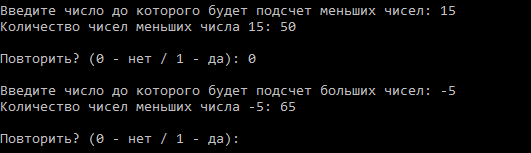 Введите число до которого будет подсчет меньших чисел: 15
Количество чисел меньших числа 15: 50
Повторить? (0 - нет / 1 - да): 0
Введите число до которого будет подсчет больших чисел: -5
Количество чисел меньших числа -5: 65
Повторить? (0 - нет / 1 - да):